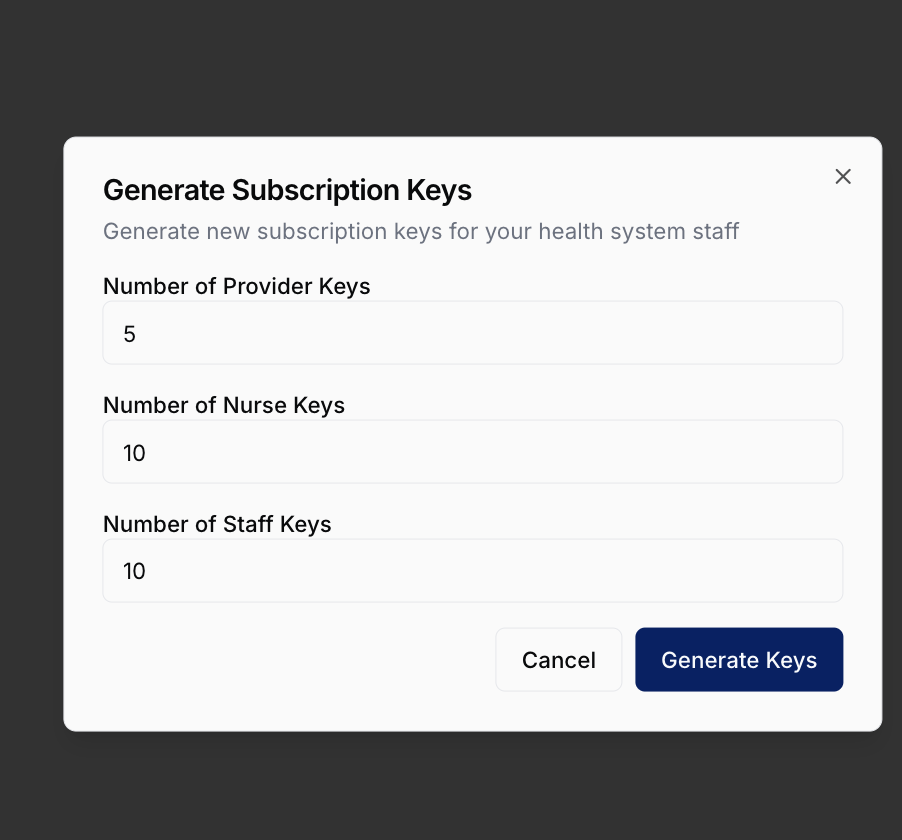 Generate Subscription Keys
Generate new subscription keys for your health system staff
Number of Provider Keys
5
Number of Nurse Keys
10
Number of Staff Keys
10
Cancel
Generate Keys